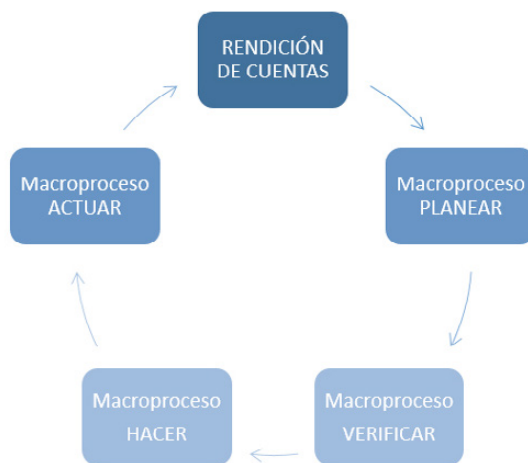 RENDICIÓN
DE CUENTAS
Macroproceso
PLANEAR
Macroproceso
VERIFICAR
Macroproceso
HACER
Macroproceso
ACTUAR